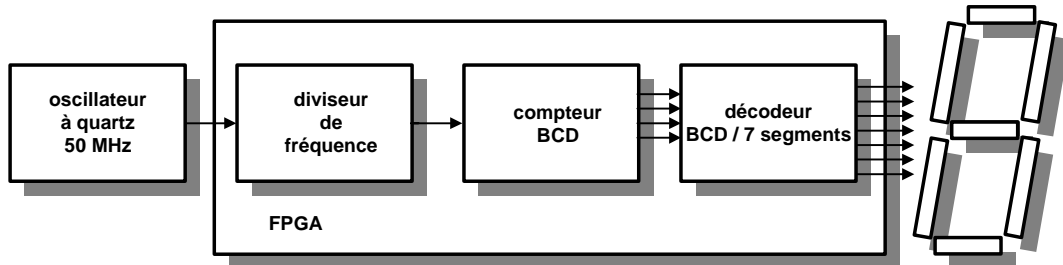 oscillateur
à quartz
50 MHz
diviseur
de
fréquence
compteur
BCD
décodeur
BCD / 7 segments
FPGA